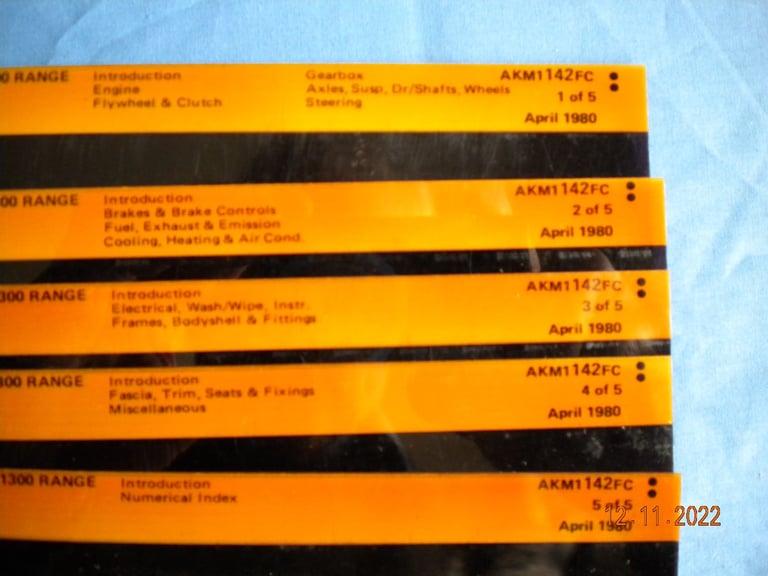 0 RANGE Introduction Gearbox AKM1142FC
Engine Axles, Susp, Dr/Shafts, Wheels 1 of 5
Flywheel & Clutch Steering
April 1980
00 RANGE Introduction AKM1142FC
Brakes & Brake Controls 2 of 5
Fuel, Exhaust & Emission
Cooling, Heating & Air Cond. April 1980
300 RANGE Introduction AKM1142FC
Electrical, Wash/Wipe, Instr. 3 of 5
Frames, Bodyshell & Fittings
April 1980
300 RANGE Introduction AKM1142FC
Fascia, Trim, Seats & Fixings 4 of 5
Miscellaneous
April 1980
1300 RANGE Introduction AKM1142FC
Numerical Index 5 of 5
April 1980
12.11.2022